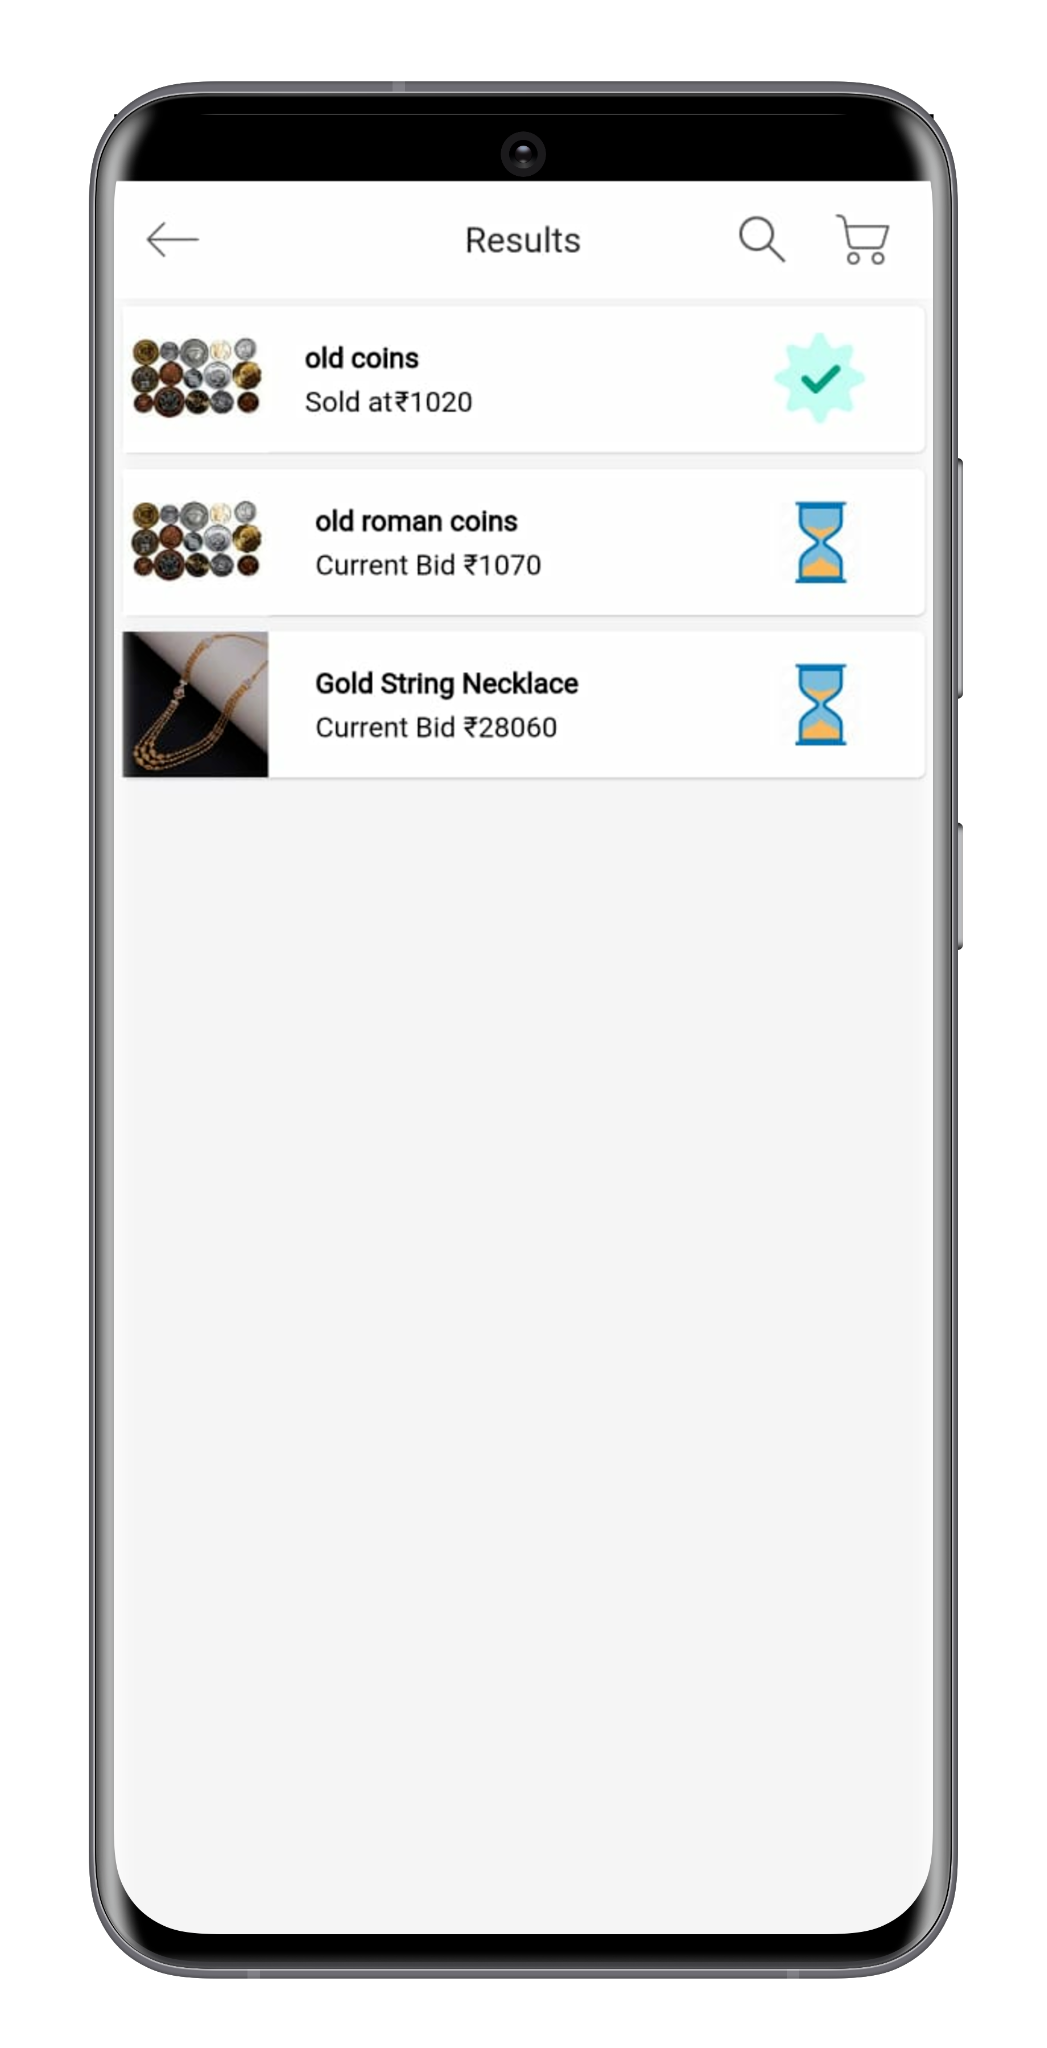 Results
old coins
Sold at₹1020
old roman coins
Current Bid ₹1070
Gold String Necklace
Current Bid ₹28060